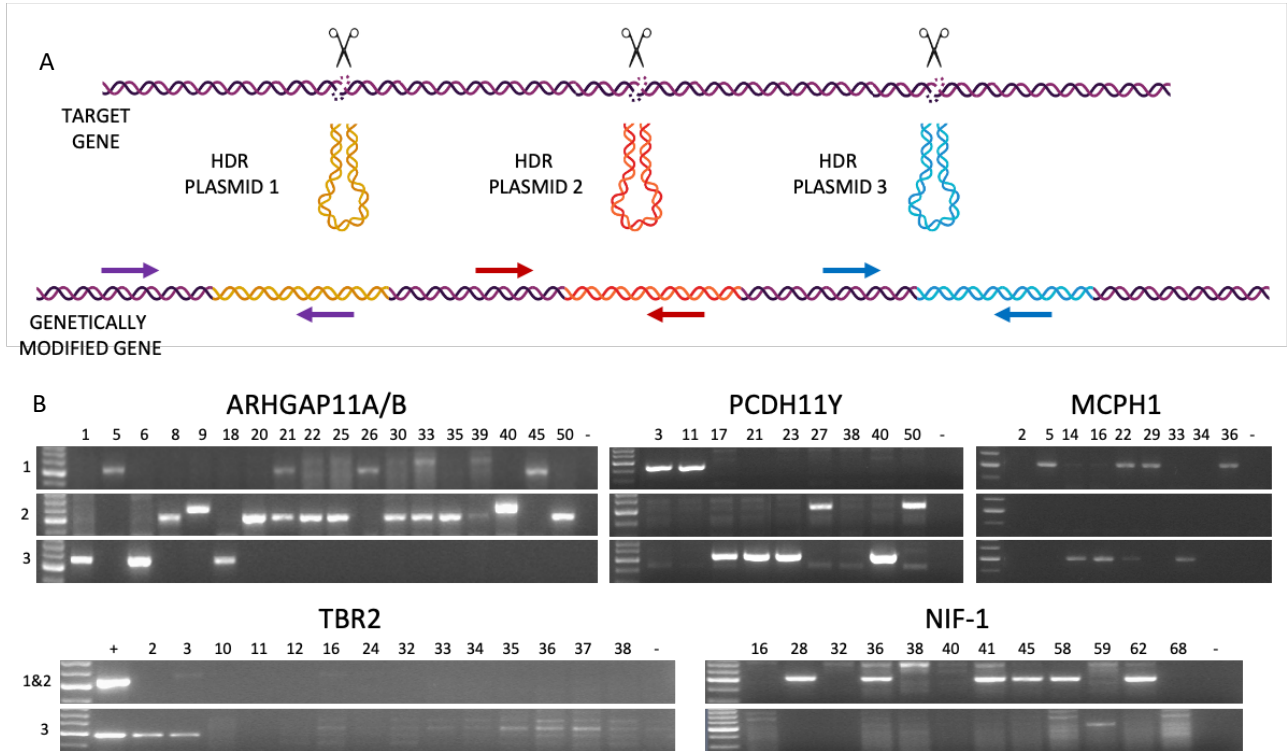 A
TARGET
GENE
HDR
PLASMID 1
HDR
PLASMID 2
HDR
PLASMID 3
GENETICALLY
MODIFIED GENE
B
ARHGAP11A/B
1 5 6 8 9 18 20 21 22 25 26 30 33 35 39 40 45 50 -
1
2
3
PCDH11Y
3 11 17 21 23 27 38 40 50 -
MCPH1
2 5 14 16 22 29 33 34 36 -
TBR2
+ 2 3 10 11 12 16 24 32 33 34 35 36 37 38 -
1&2
3
NIF-1
16 28 32 36 38 40 41 45 58 59 62 68 -